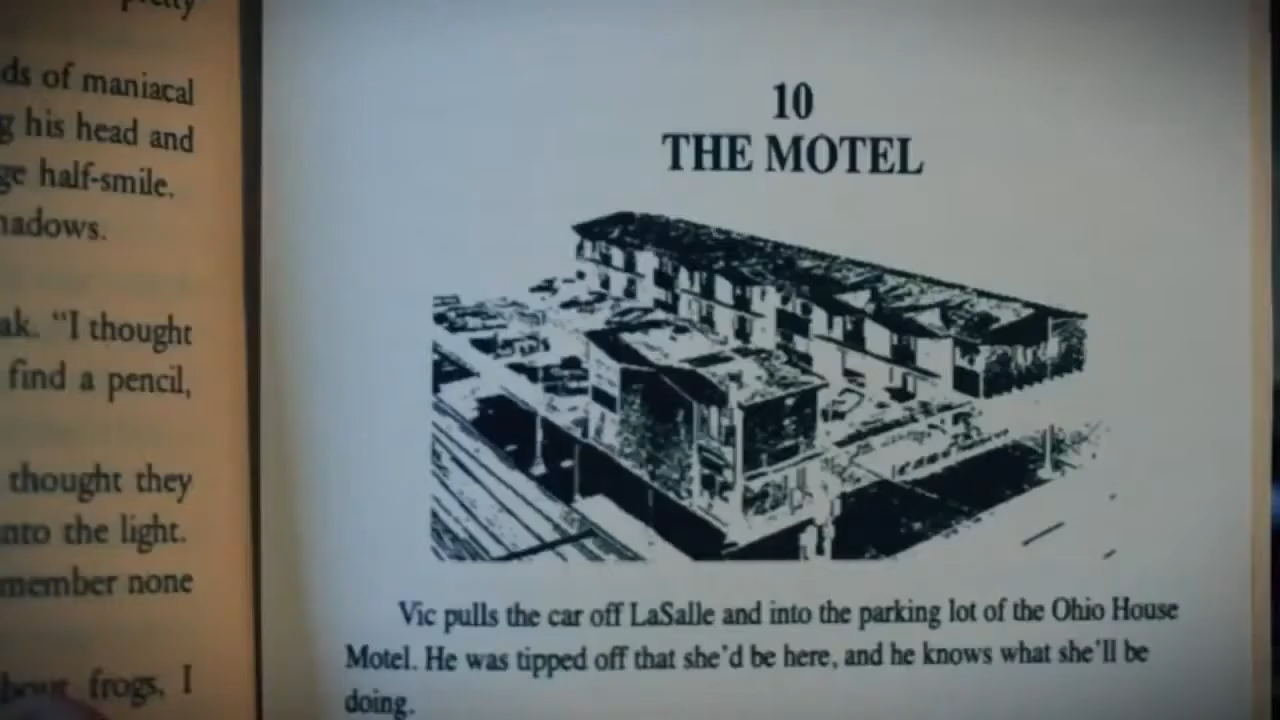 pretty
ds of maniacal
g his head and
ge half-smile.
hadows.
ak. “I thought
find a pencil,
thought they
nto the light.
member none
bout frogs, I
10
THE MOTEL
Vic pulls the car off LaSalle and into the parking lot of the Ohio House
Motel. He was tipped off that she’d be here, and he knows what she’ll be
doing.